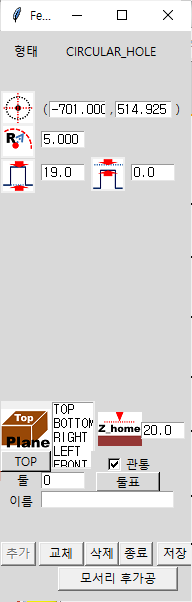 Fe...
형태 CIRCULAR_HOLE
(-701.000, 514.925 )
R 5.000
19.0 0.0
Top
Plane
TOP
BOTTOM
RIGHT
LEFT
FRONT
Z_home
20.0
TOP
관통
툴 0 툴표
이름
추가 교체 삭제 종료 저장
모서리 후가공